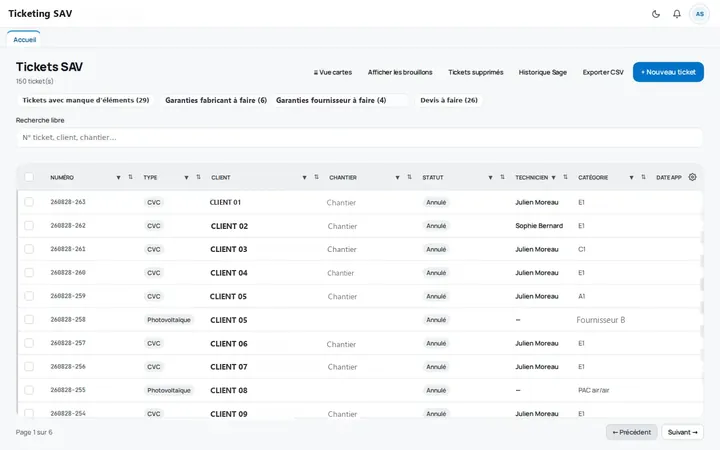 Ticketing SAV
AS
Accueil
Tickets SAV
150 ticket(s)
Vue cartes Afficher les brouillons Tickets supprimés Historique Sage Exporter CSV + Nouveau ticket
Tickets avec manque d'éléments (29) Garanties fabricant à faire (6) Garanties fournisseur à faire (4) Devis à faire (26)
Recherche libre
N° ticket, client, chantier...
NUMÉRO TYPE CLIENT CHANTIER STATUT TECHNICIEN CATÉGORIE DATE APP
260828-263 CVC CLIENT 01 Chantier Annulé Julien Moreau E1
260828-262 CVC CLIENT 02 Chantier Annulé Sophie Bernard E1
260828-261 CVC CLIENT 03 Chantier Annulé Julien Moreau C1
260828-260 CVC CLIENT 04 Chantier Annulé Julien Moreau E1
260828-259 CVC CLIENT 05 Chantier Annulé Julien Moreau A1
260828-258 Photovoltaïque CLIENT 05 Annulé – Fournisseur B
260828-257 CVC CLIENT 06 Chantier Annulé Julien Moreau E1
260828-256 CVC CLIENT 07 Chantier Annulé Julien Moreau E1
260828-255 Photovoltaïque CLIENT 08 Annulé – PAC air/air
260828-254 CVC CLIENT 09 Chantier Annulé Julien Moreau E1
Page 1 sur 6 ← Précédent Suivant →